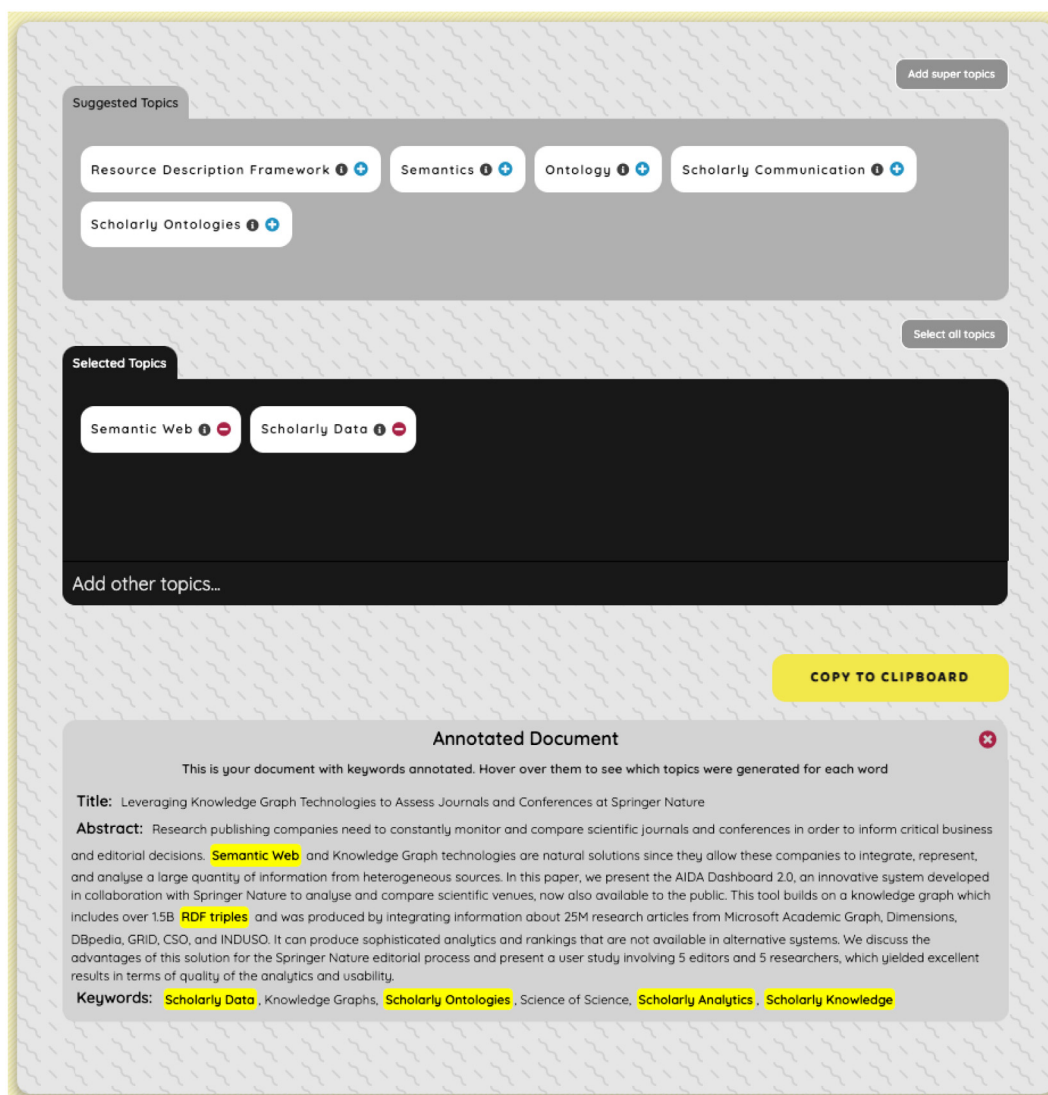 Add super topics
Suggested Topics
Resource Description Framework
Semantics
Ontology
Scholarly Communication
Scholarly Ontologies
Select all topics
Selected Topics
Semantic Web
Scholarly Data
Add other topics...
COPY TO CLIPBOARD
Annotated Document
This is your document with keywords annotated. Hover over them to see which topics were generated for each word
Title: Leveraging Knowledge Graph Technologies to Assess Journals and Conferences at Springer Nature
Abstract: Research publishing companies need to constantly monitor and compare scientific journals and conferences in order to inform critical business
and editorial decisions. Semantic Web and Knowledge Graph technologies are natural solutions since they allow these companies to integrate, represent,
and analyse a large quantity of information from heterogeneous sources. In this paper, we present the AIDA Dashboard 2.0, an innovative system developed
in collaboration with Springer Nature to analyse and compare scientific venues, now also available to the public. This tool builds on a knowledge graph which
includes over 1.5B RDF triples and was produced by integrating information about 25M research articles from Microsoft Academic Graph, Dimensions,
DBpedia, GRID, CSO, and INDUSO. It can produce sophisticated analytics and rankings that are not available in alternative systems. We discuss the
advantages of this solution for the Springer Nature editorial process and present a user study involving 5 editors and 5 researchers, which yielded excellent
results in terms of quality of the analytics and usability.
Keywords: Scholarly Data, Knowledge Graphs, Scholarly Ontologies, Science of Science, Scholarly Analytics, Scholarly Knowledge